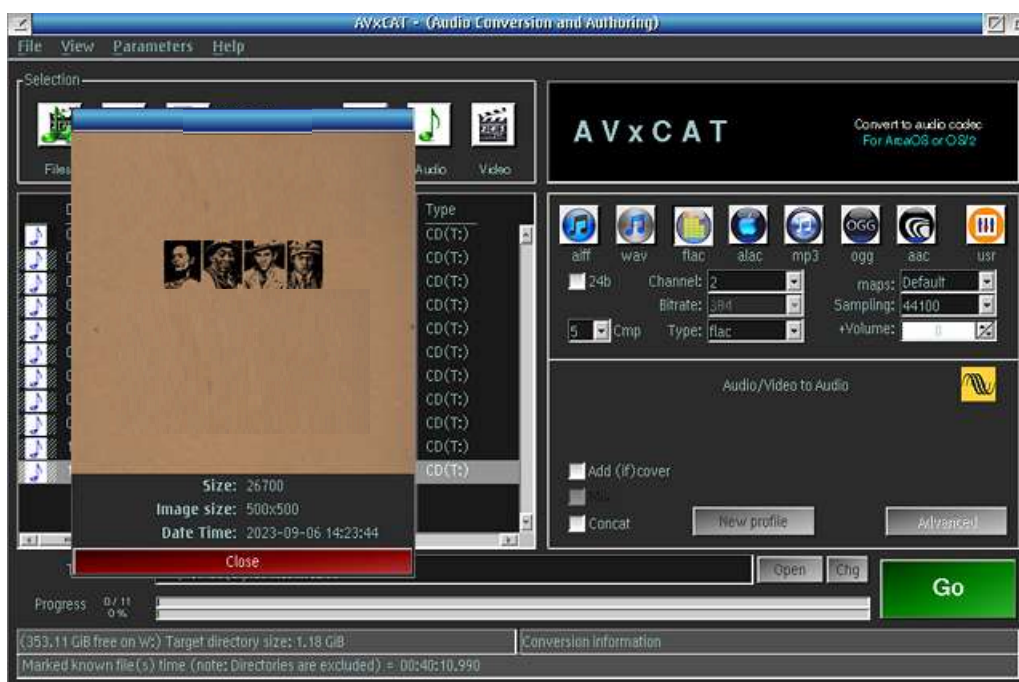 AVxCAT - (Audio Conversion and Authoring)
File View Parameters Help
Selection
Files
Audio
Video
AVxCAT
Convert to audio codec
For ArcaOS or OS/2
Type
CD(T:)
CD(T:)
CD(T:)
CD(T:)
CD(T:)
CD(T:)
CD(T:)
CD(T:)
CD(T:)
CD(T:)
CD(T:)
aiff wav flac alac mp3 ogg aac usr
OGG
24b Channel: 2 maps: Default
Bitrate: 384 Sampling: 44100
5 Cmp Type: flac +Volume: 0
Audio/Video to Audio
Add (if)cover
Concat
New profile
Advanced
Size: 26700
Image size: 500x500
Date Time: 2023-09-06 14:23:44
Close
Open
Chg
Go
Progress 0/11
0%
(353.11 GiB free on W:) Target directory size: 1.18 GiB
Conversion information
Marked known file(s) time (note: Directories are excluded) = 00:40:10.990